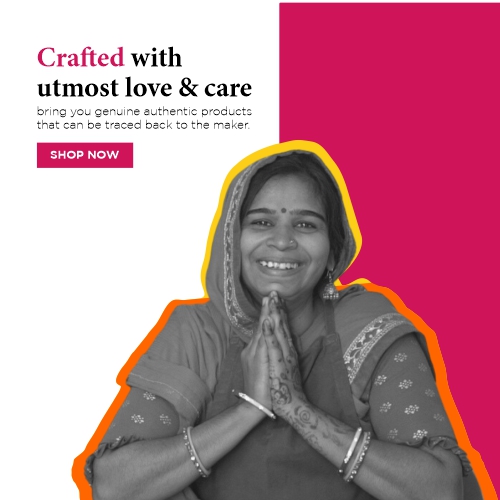 Crafted with
utmost love & care
bring you genuine authentic products
that can be traced back to the maker.
SHOP NOW